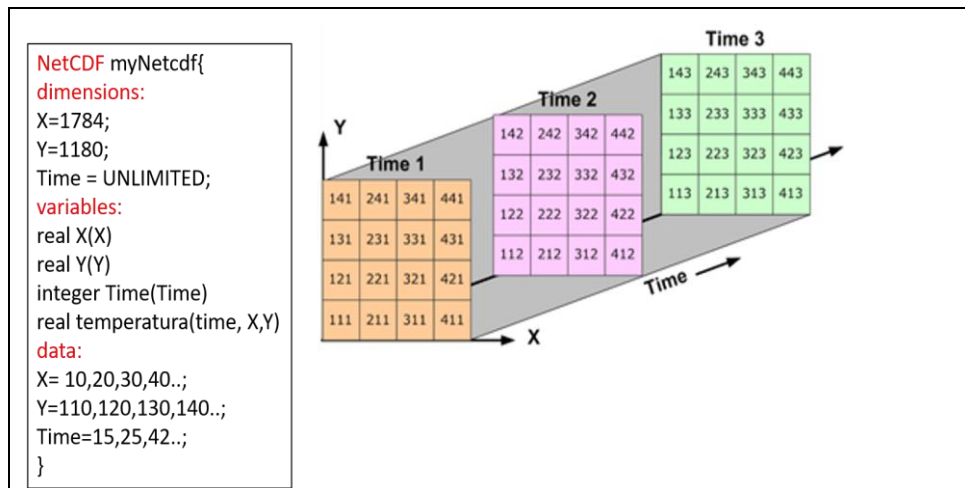 NetCDF myNetcdf{
dimensions:
X=1784;
Y=1180;
Time = UNLIMITED;
variables:
real X(X)
real Y(Y)
integer Time(Time)
real temperatura(time, X,Y)
data:
X= 10,20,30,40..;
Y=110,120,130,140..;
Time=15,25,42..;
}
Y
Time 1
141 241 341 441
131 231 331 431
121 221 321 421
111 211 311 411
X
Time 2
142 242 342 442
132 232 332 432
122 222 322 422
112 212 312 412
Time 3
143 243 343 443
133 233 333 433
123 223 323 423
113 213 313 413
Time